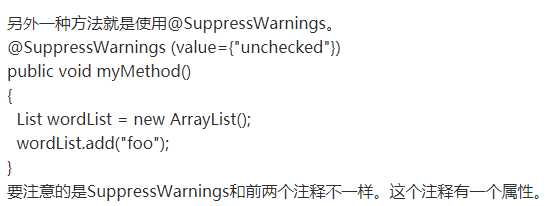 另外一种方法就是使用@SuppressWarnings。
@SuppressWarnings (value={"unchecked"})
public void myMethod()
{
  List wordList = new ArrayList();
  wordList.add("foo");
}
要注意的是SuppressWarnings和前两个注释不一样。这个注释有一个属性。